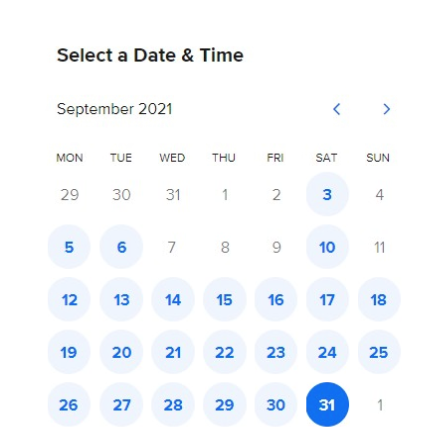 Select a Date & Time
September 2021
MON TUE WED THU FRI SAT SUN
29 30 31 1 2 3 4
5 6 7 8 9 10 11
12 13 14 15 16 17 18
19 20 21 22 23 24 25
26 27 28 29 30 31 1